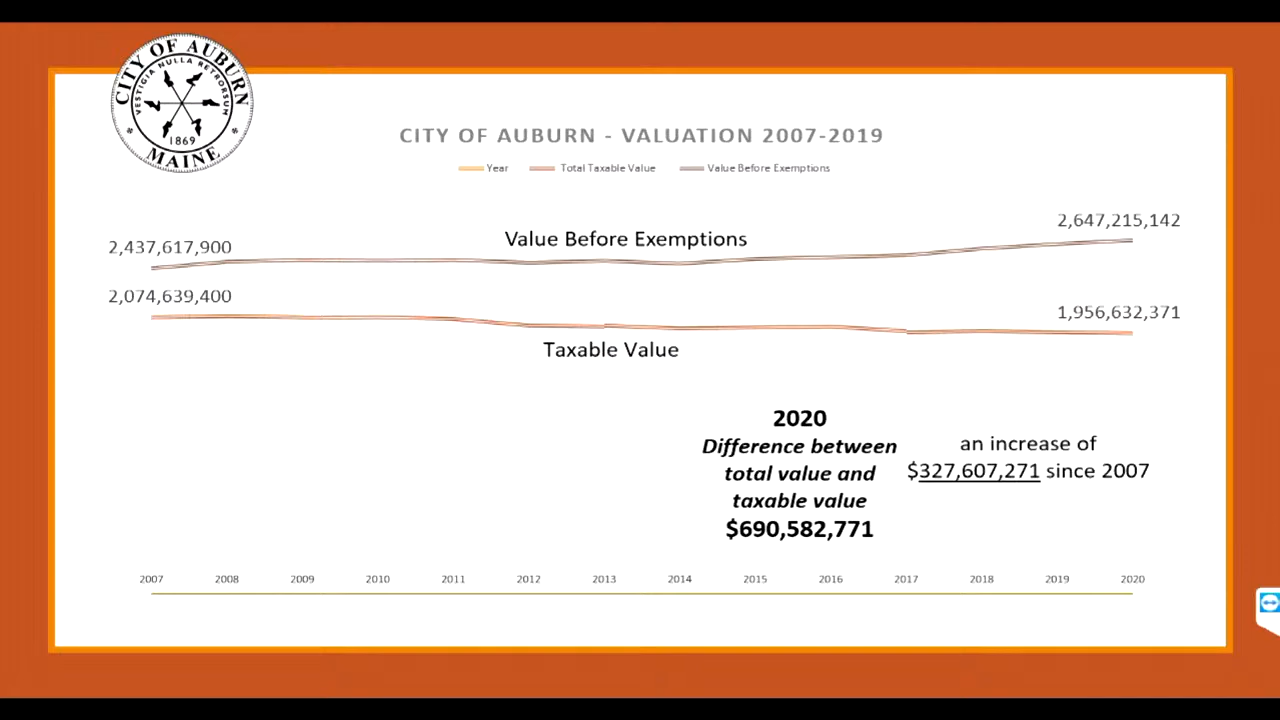 CITY OF AUBURN
VESTIGIA NULLA RETRORSUM
1869
MAINE
CITY OF AUBURN - VALUATION 2007-2019
Year Total Taxable Value Value Before Exemptions
2,647,215,142
Value Before Exemptions
2,437,617,900
2,074,639,400
1,956,632,371
Taxable Value
2020
Difference between
total value and
taxable value
$690,582,771
an increase of
$327,607,271 since 2007
2007 2008 2009 2010 2011 2012 2013 2014 2015 2016 2017 2018 2019 2020